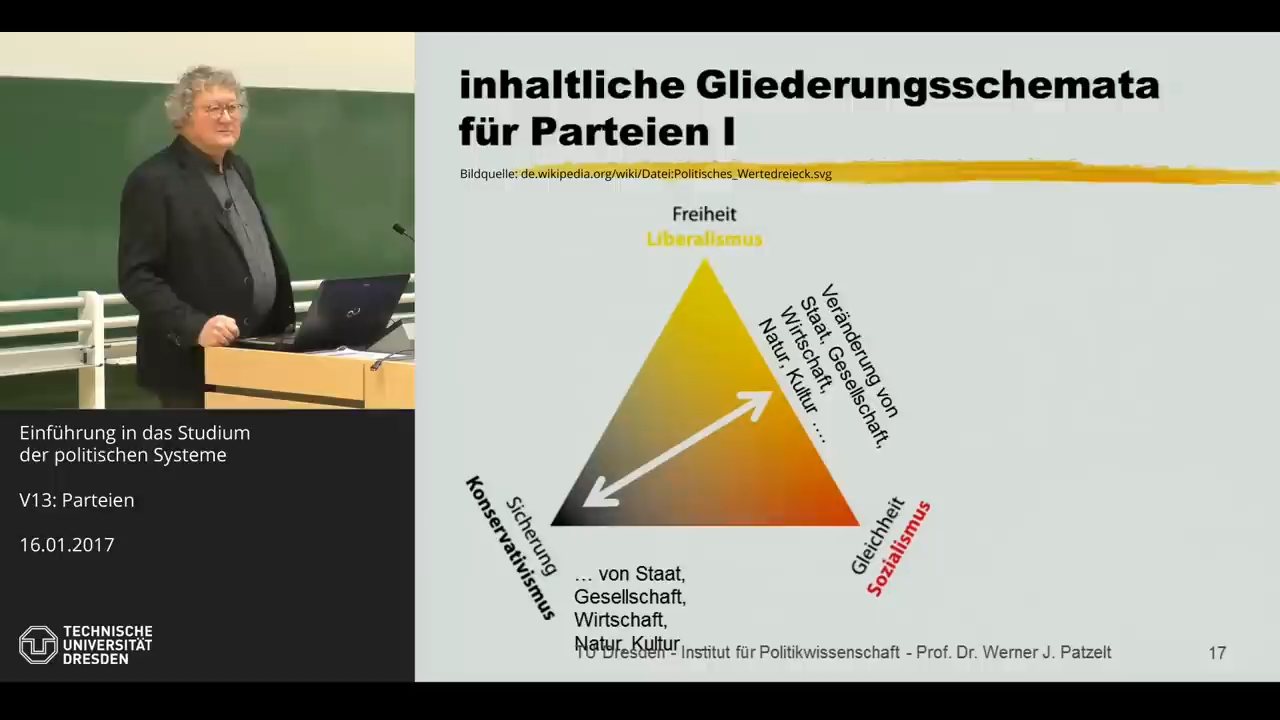 inhaltliche Gliederungsschemata
für Parteien I
Bildquelle: de.wikipedia.org/wiki/Datei:Politisches_Wertedreieck.svg
Freiheit
Liberalismus
Veränderung von
Staat, Gesellschaft,
Wirtschaft,
Natur, Kultur ....
Sicherung
Konservativismus
Gleichheit
Sozialismus
... von Staat,
Gesellschaft,
Wirtschaft,
Natur, Kultur
TU Dresden - Institut für Politikwissenschaft - Prof. Dr. Werner J. Patzelt
17
Einführung in das Studium
der politischen Systeme
V13: Parteien
16.01.2017
TECHNISCHE
UNIVERSITÄT
DRESDEN